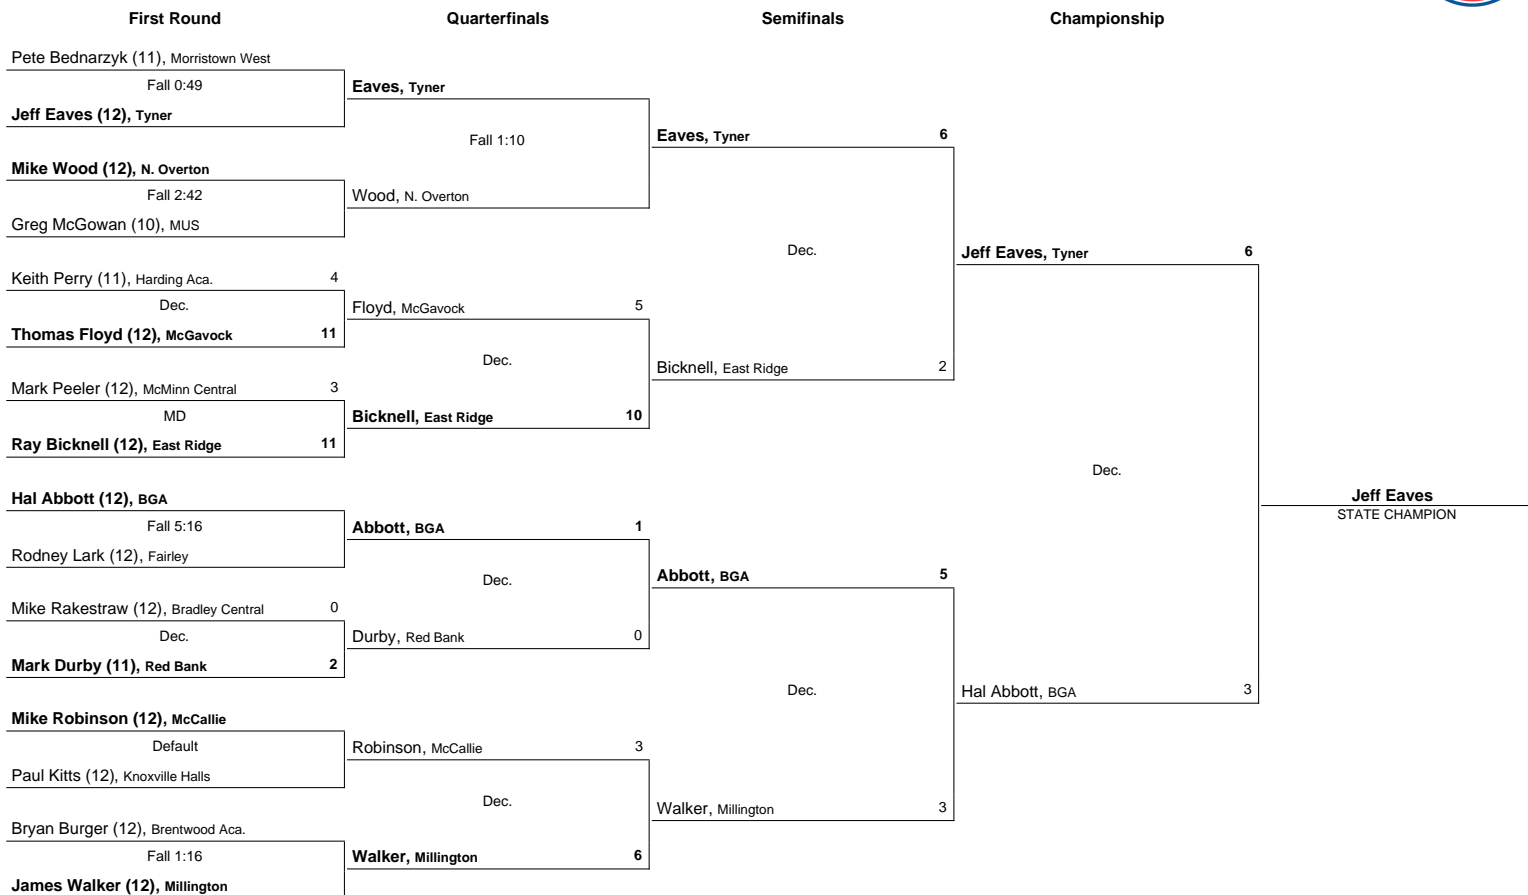 First Round Quarterfinals Semifinals Championship
Pete Bednarzyk (11), Morristown West
Fall 0:49
Jeff Eaves (12), Tyner
Mike Wood (12), N. Overton
Fall 2:42
Greg McGowan (10), MUS
Keith Perry (11), Harding Aca. 4
Dec.
Thomas Floyd (12), McGavock 11
Mark Peeler (12), McMinn Central 3
MD
Ray Bicknell (12), East Ridge 11
Hal Abbott (12), BGA
Fall 5:16
Rodney Lark (12), Fairley
Mike Rakestraw (12), Bradley Central 0
Dec.
Mark Durby (11), Red Bank 2
Mike Robinson (12), McCallie
Default
Paul Kitts (12), Knoxville Halls
Bryan Burger (12), Brentwood Aca.
Fall 1:16
James Walker (12), Millington
Eaves, Tyner
Fall 1:10
Wood, N. Overton
Floyd, McGavock 5
Dec.
Bicknell, East Ridge 10
Abbott, BGA 1
Dec.
Durby, Red Bank 0
Robinson, McCallie 3
Dec.
Walker, Millington 6
Eaves, Tyner 6
Dec.
Bicknell, East Ridge 2
Abbott, BGA 5
Dec.
Walker, Millington 3
Jeff Eaves, Tyner 6
Dec.
Hal Abbott, BGA 3
Jeff Eaves
STATE CHAMPION